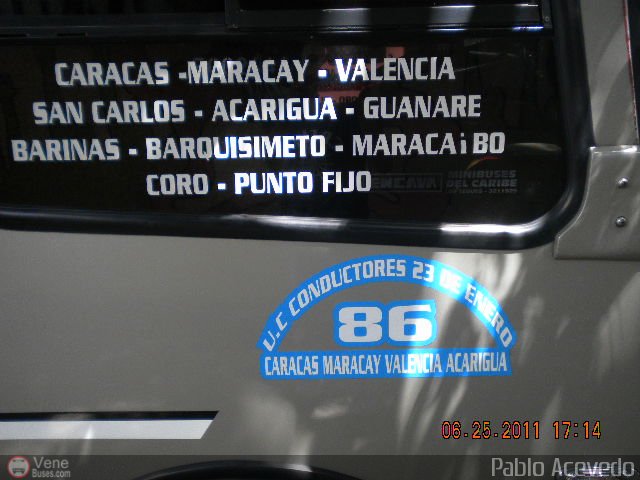 CARACAS -MARACAY - VALENCIA
SAN CARLOS - ACARIGUA - GUANARE
BARINAS - BARQUISIMETO - MARACAiBO
CORO - PUNTO FIJO
ENCAVA
MINIBUSES
DEL CARIBE
U.C CONDUCTORES 23 DE ENERO
86
CARACAS MARACAY VALENCIA ACARIGUA
06.25.2011 17:14
Vene
Buses.com
Pablo Acevedo